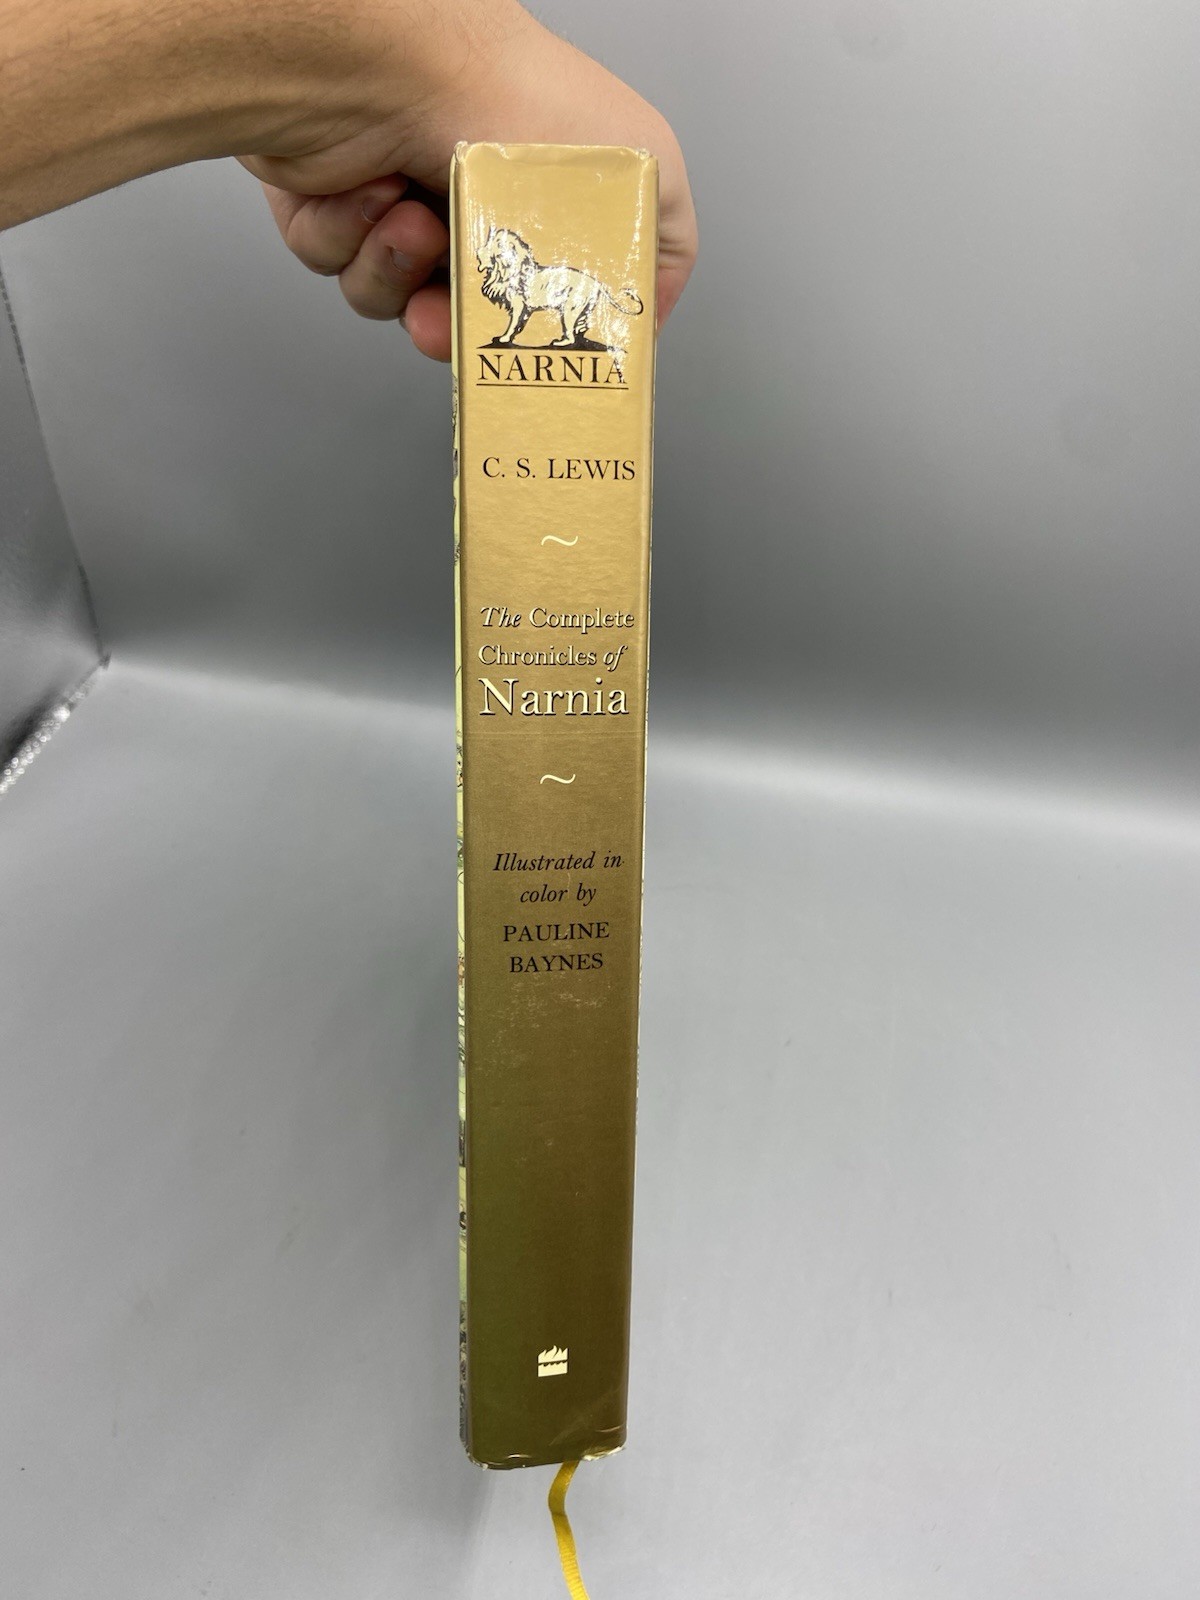 NARNIA
C. S. LEWIS
The Complete
Chronicles of
Narnia
Illustrated in
color by
PAULINE
BAYNES